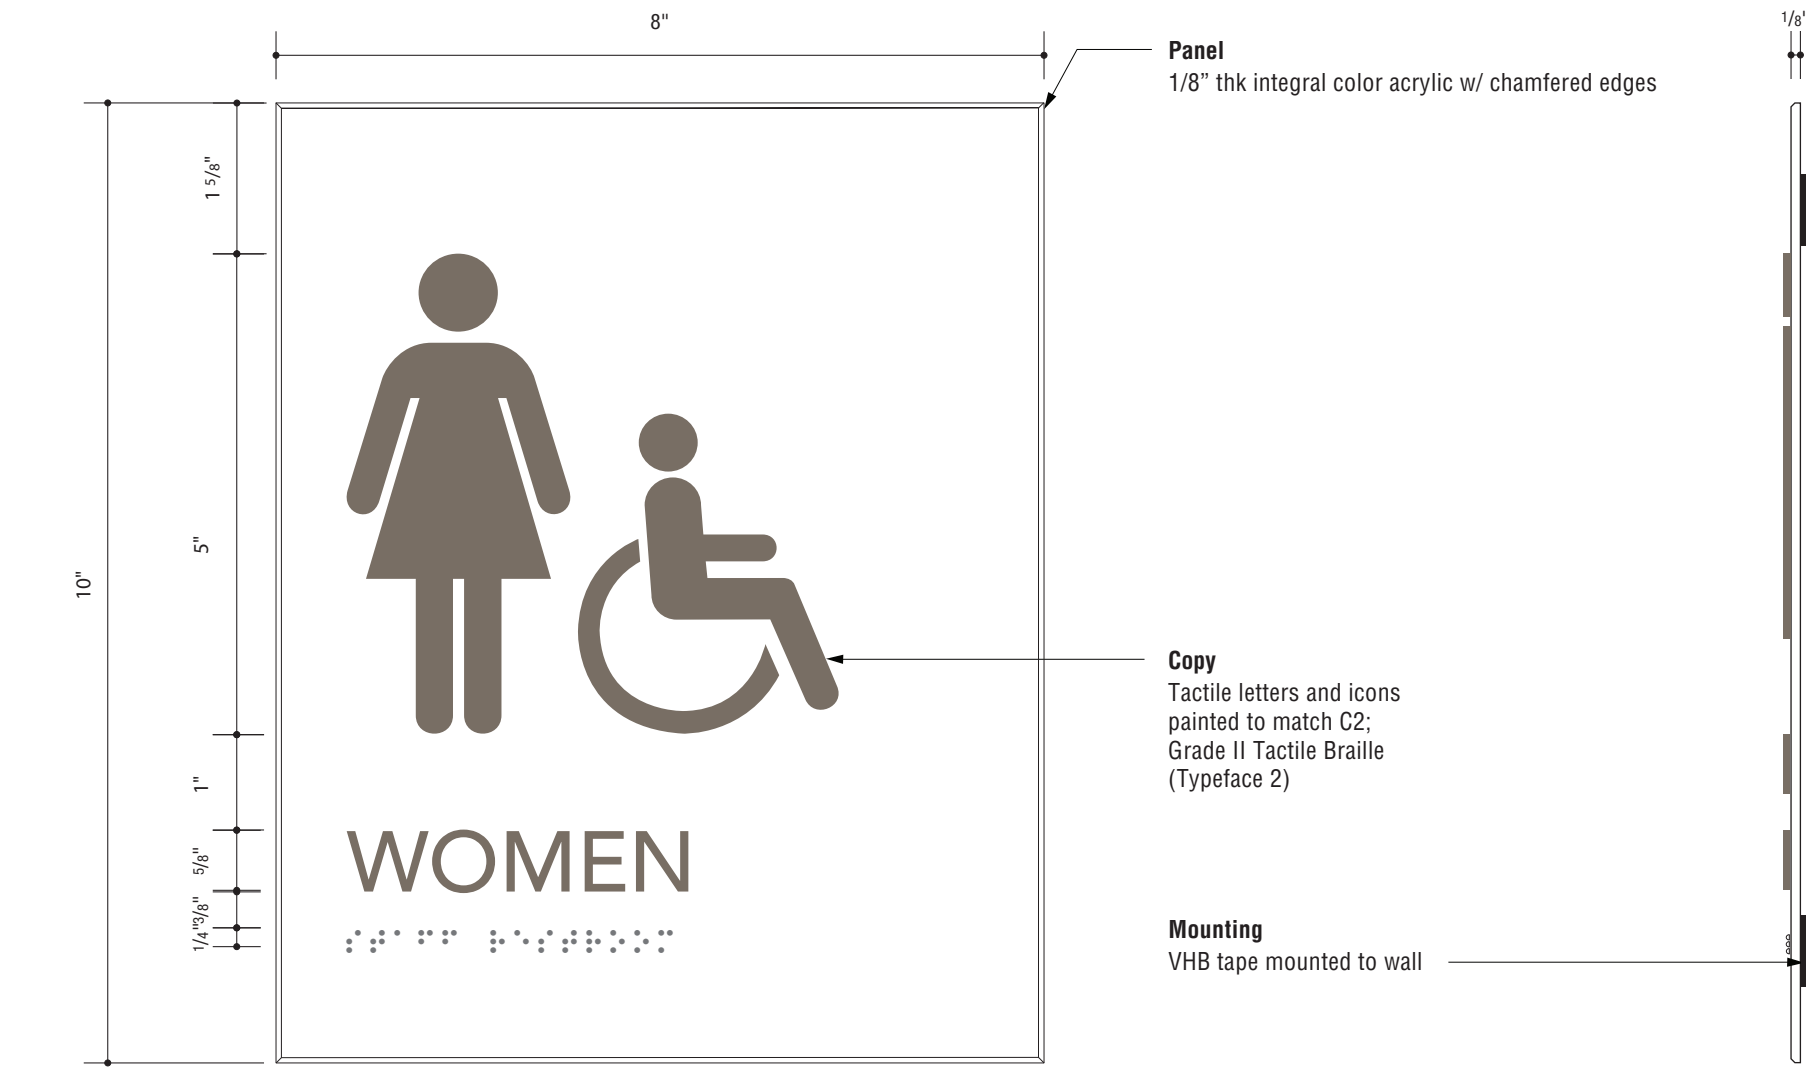 8"
1/8'
Panel
1/8” thk integral color acrylic w/ chamfered edges
1 5/8"
5"
10"
Copy
Tactile letters and icons
painted to match C2;
Grade II Tactile Braille
(Typeface 2)
1"
5/8"
WOMEN
3/8"
1/4"
⠎⠞⠁⠋⠋ ⠗⠑⠎⠞⠗⠕⠕⠍
Mounting
VHB tape mounted to wall